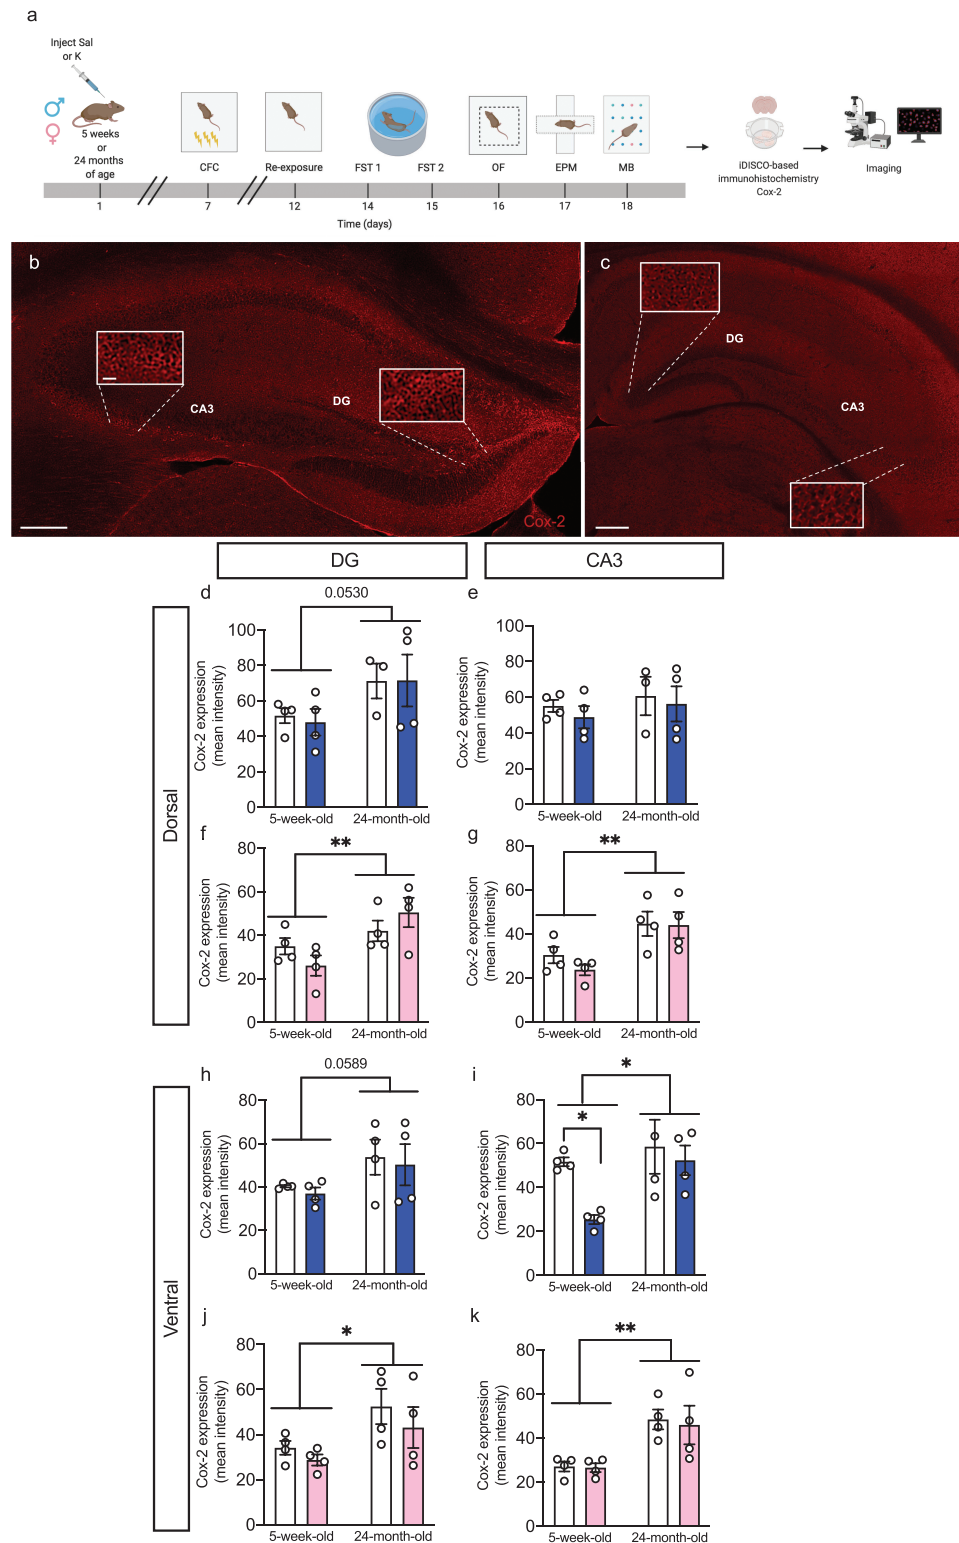 a
Inject Sal
or K
5 weeks
or
24 months
of age
CFC
Re-exposure
FST 1
FST 2
OF
EPM
MB
iDISCO-based
immunohistochemistry
Cox-2
Imaging
1
7
12
14
15
16
17
18
Time (days)
b
CA3
DG
Cox-2
c
DG
CA3
DG
CA3
Dorsal
d
0.0530
Cox-2 expression
(mean intensity)
100
80
60
40
20
0
5-week-old
24-month-old
e
Cox-2 expression
(mean intensity)
100
80
60
40
20
0
5-week-old
24-month-old
f
**
Cox-2 expression
(mean intensity)
80
60
40
20
0
5-week-old
24-month-old
g
**
Cox-2 expression
(mean intensity)
80
60
40
20
0
5-week-old
24-month-old
Ventral
h
0.0589
Cox-2 expression
(mean intensity)
80
60
40
20
0
5-week-old
24-month-old
i
*
*
Cox-2 expression
(mean intensity)
80
60
40
20
0
5-week-old
24-month-old
j
*
Cox-2 expression
(mean intensity)
80
60
40
20
0
5-week-old
24-month-old
k
**
Cox-2 expression
(mean intensity)
80
60
40
20
0
5-week-old
24-month-old